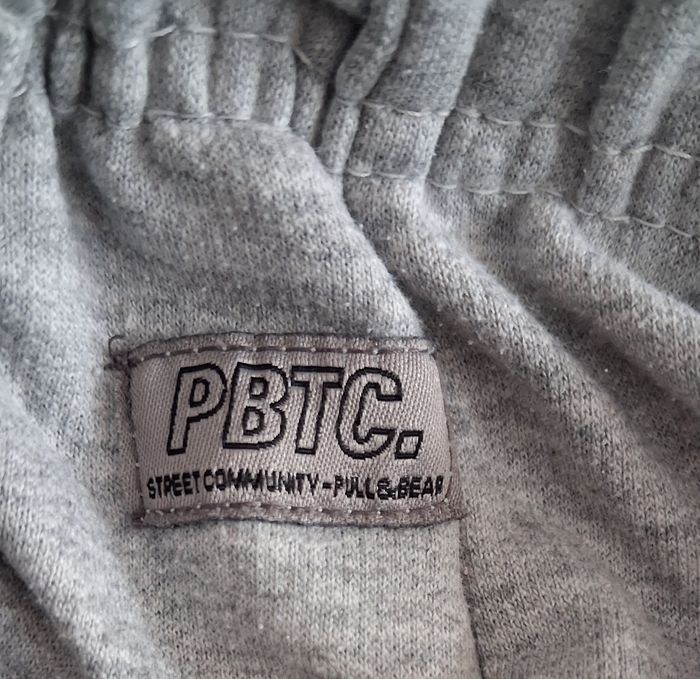 PBTC.
STREET COMMUNITY - PULL&BEAR